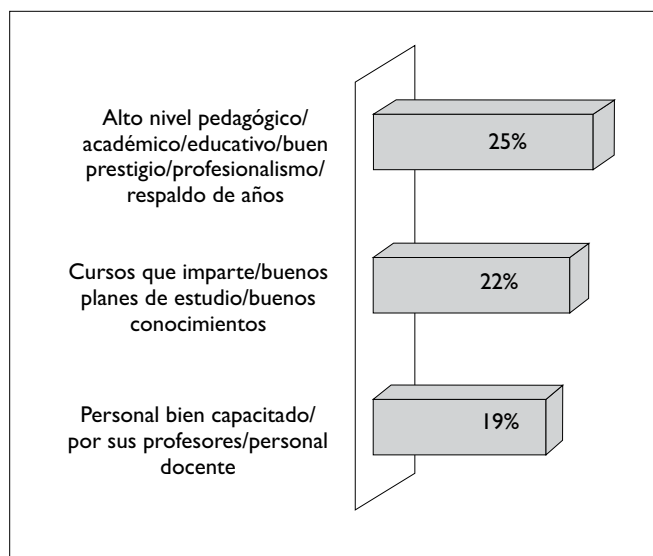 Alto nivel pedagógico/
académico/educativo/buen
prestigio/profesionalismo/
respaldo de años
25%
Cursos que imparte/buenos
planes de estudio/buenos
conocimientos
22%
Personal bien capacitado/
por sus profesores/personal
docente
19%